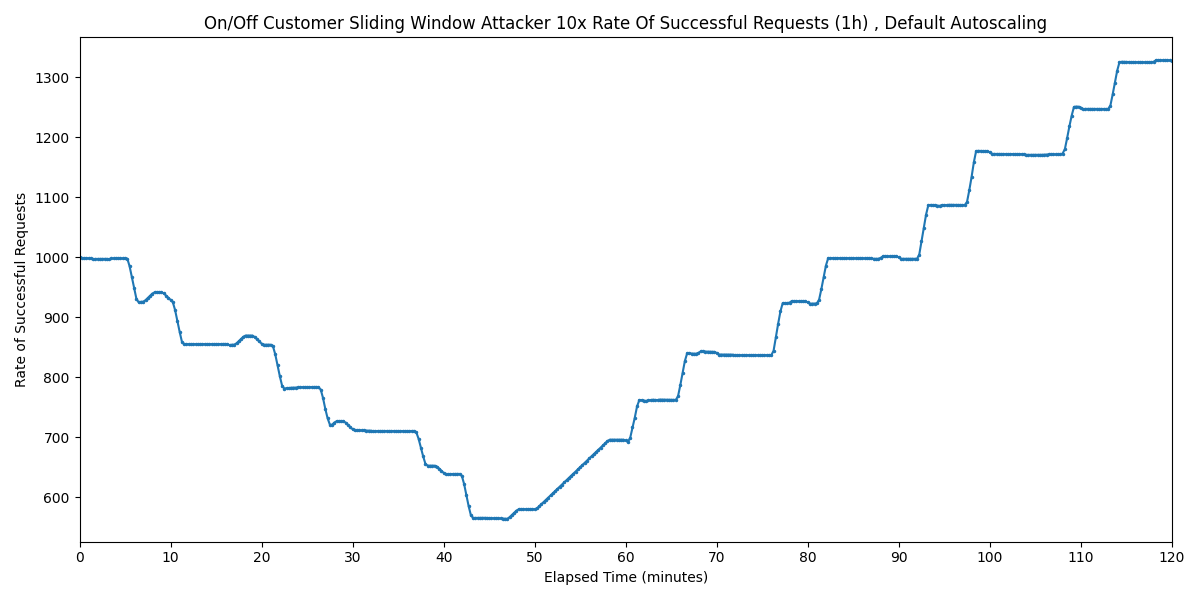 On/Off Customer Sliding Window Attacker 10x Rate Of Successful Requests (1h) , Default Autoscaling
1300
1200
1100
1000
900
800
700
600
Rate of Successful Requests
0 10 20 30 40 50 60 70 80 90 100 110 120
Elapsed Time (minutes)